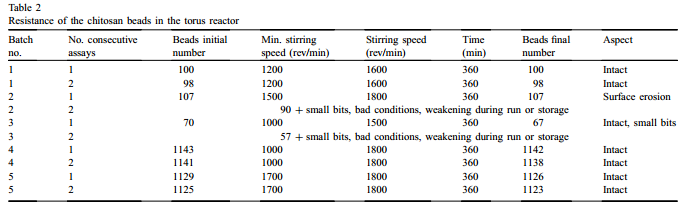 Table 2
Resistance of the chitosan beads in the torus reactor
Batch No. consecutive Beads initial Min. stirring Stirring speed Time Beads final Aspect
no. assays number speed (rev/min) (rev/min) (min) number
1 1 100 1200 1600 360 100 Intact
1 2 98 1200 1600 360 98 Intact
2 1 107 1500 1800 360 107 Surface erosion
2 2 90 + small bits, bad conditions, weakening during run or storage
3 1 70 1000 1500 360 67 Intact, small bits
3 2 57 + small bits, bad conditions, weakening during run or storage
4 1 1143 1000 1800 360 1142 Intact
4 2 1141 1000 1800 360 1138 Intact
5 1 1129 1700 1800 360 1126 Intact
5 2 1125 1700 1800 360 1123 Intact